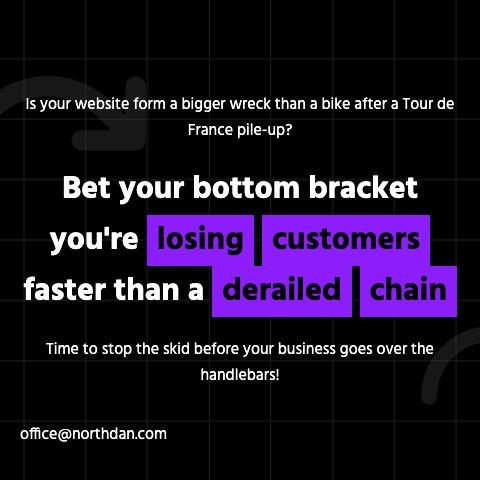 Is your website form a bigger wreck than a bike after a Tour de
France pile-up?
Bet your bottom bracket
you're losing customers
faster than a derailed chain
Time to stop the skid before your business goes over the
handlebars!
office@northdan.com